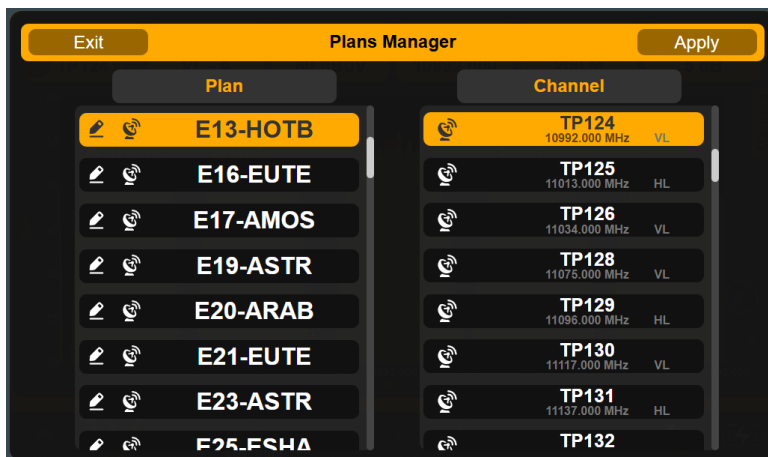 Exit Plans Manager Apply
Plan
E13-HOTB
E16-EUTE
E17-AMOS
E19-ASTR
E20-ARAB
E21-EUTE
E23-ASTR
E25-ESHA
Channel
TP124
10992.000 MHz VL
TP125
11013.000 MHz HL
TP126
11034.000 MHz VL
TP128
11075.000 MHz VL
TP129
11096.000 MHz HL
TP130
11117.000 MHz VL
TP131
11137.000 MHz HL
TP132